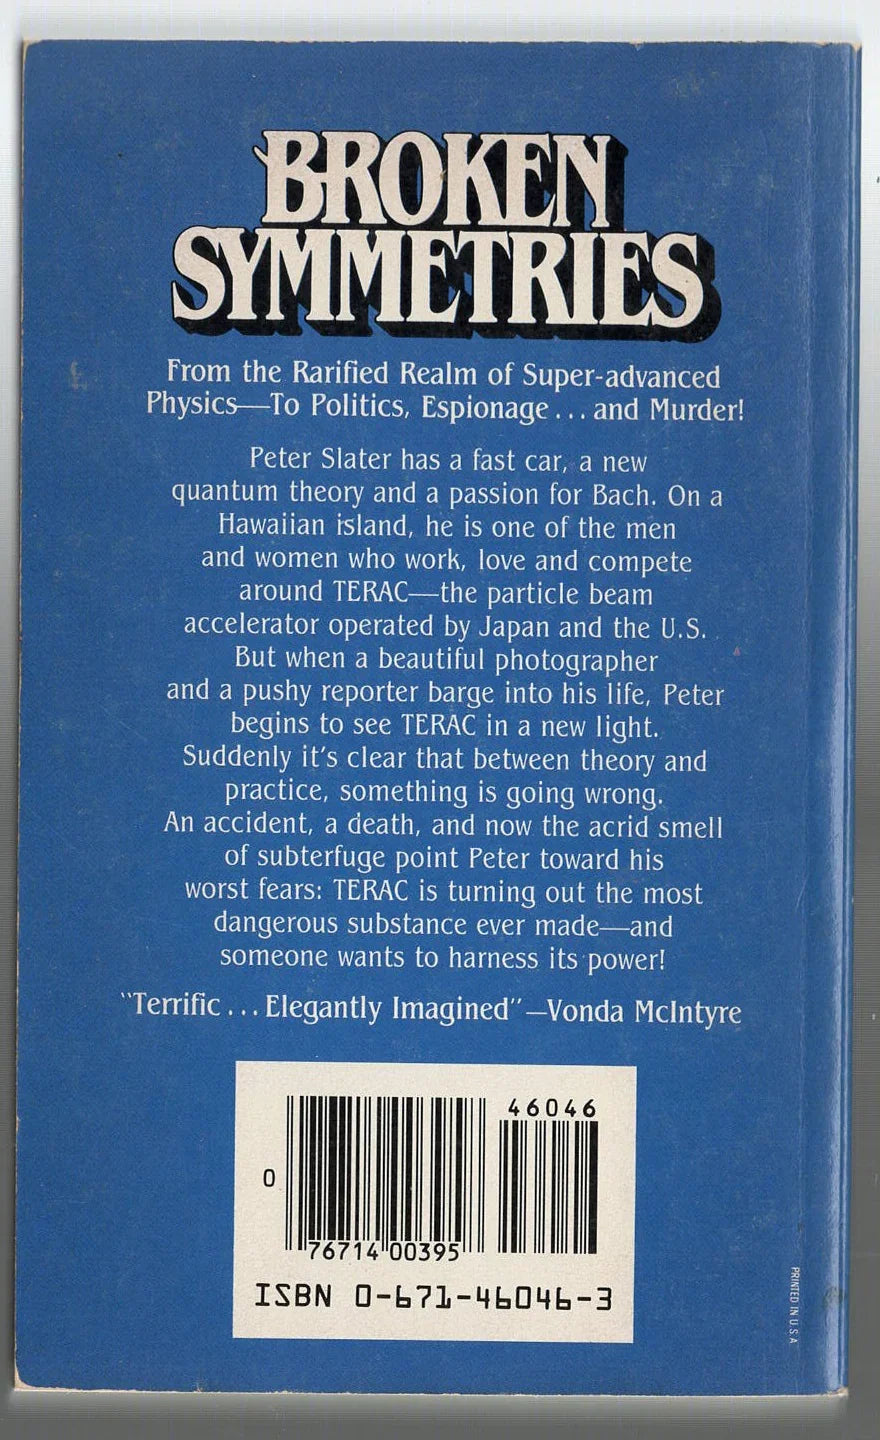 BROKEN
SYMMETRIES
From the Rarified Realm of Super-advanced
Physics—To Politics, Espionage... and Murder!
Peter Slater has a fast car, a new
quantum theory and a passion for Bach. On a
Hawaiian island, he is one of the men
and women who work, love and compete
around TERAC—the particle beam
accelerator operated by Japan and the U.S.
But when a beautiful photographer
and a pushy reporter barge into his life, Peter
begins to see TERAC in a new light.
Suddenly it's clear that between theory and
practice, something is going wrong.
An accident, a death, and now the acrid smell
of subterfuge point Peter toward his
worst fears: TERAC is turning out the most
dangerous substance ever made—and
someone wants to harness its power!
"Terrific... Elegantly Imagined" —Vonda McIntyre
46046
0
76714 00395
ISBN 0-671-46046-3
PRINTED IN U.S.A